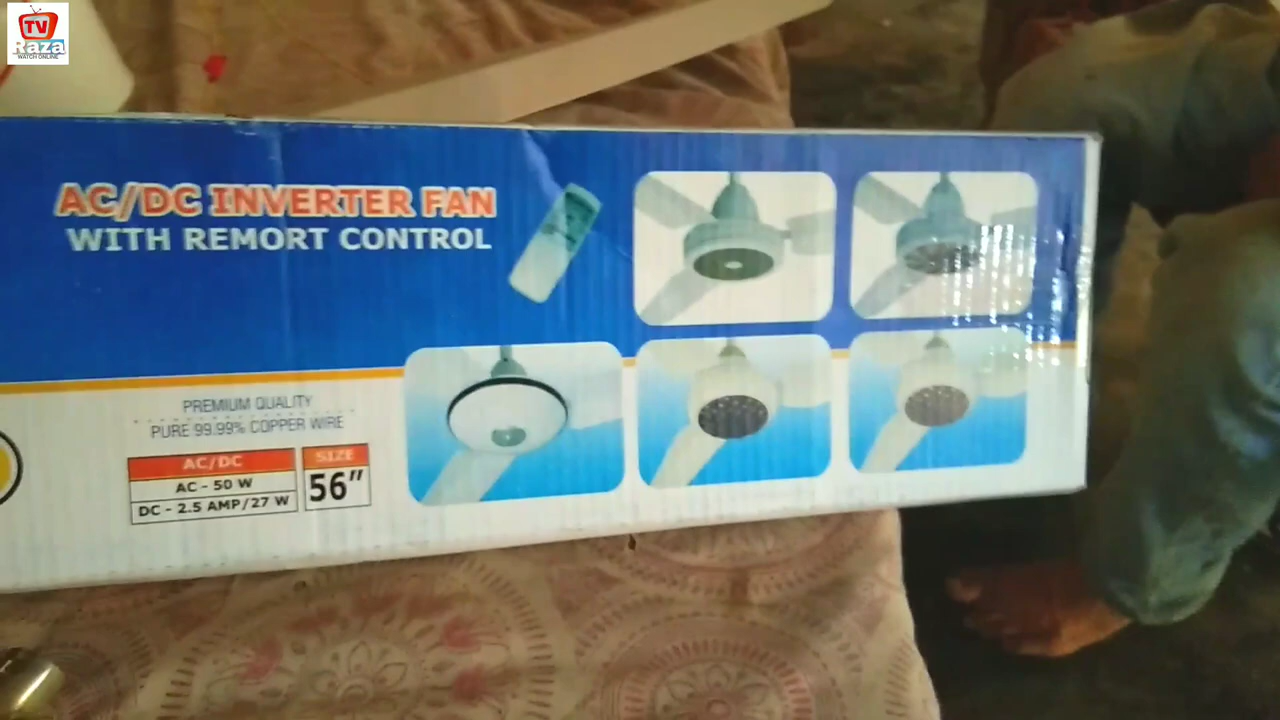 TV
Raza
WATCH ONLINE
AC/DC INVERTER FAN
WITH REMORT CONTROL
PREMIUM QUALITY
PURE 99.99% COPPER WIRE
AC/DC
AC - 50 W
DC - 2.5 AMP/27 W
SIZE
56"